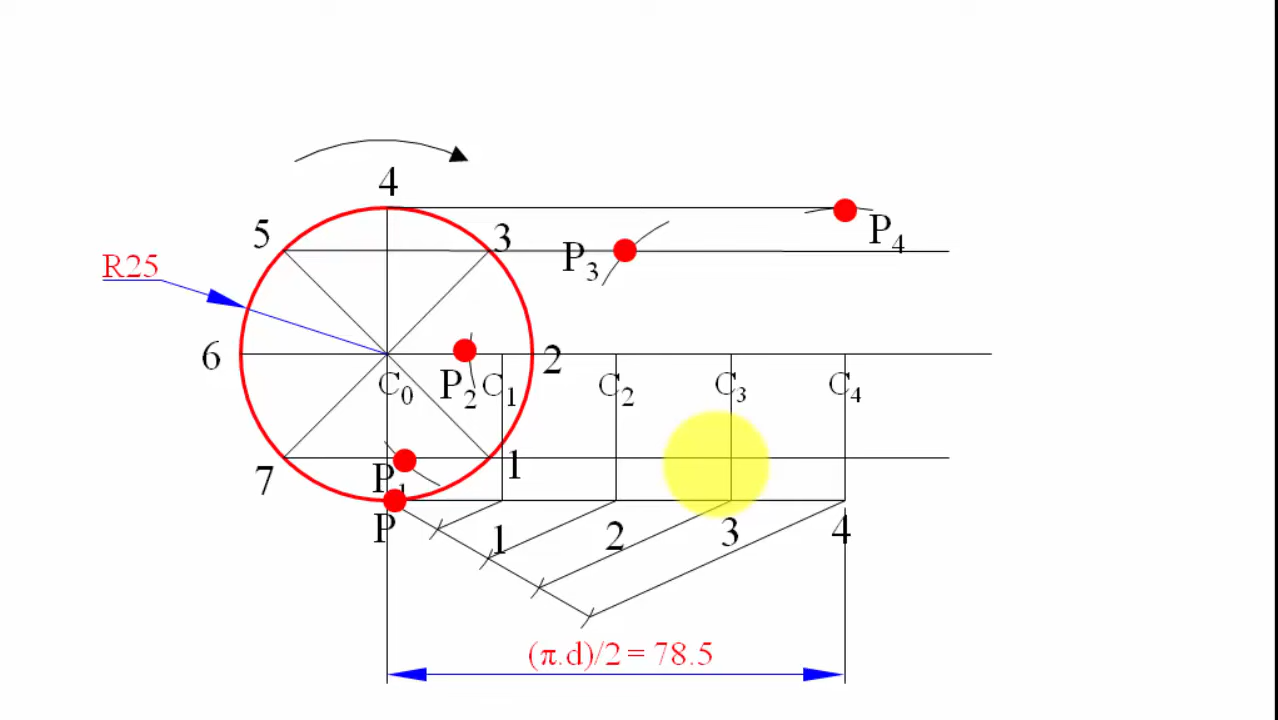 4
5
3
P₃
P₄
R25
6
2
C₀
P₂
C₁
C₂
C₃
C₄
7
P₁
1
P
1
2
3
4
(π.d)/2 = 78.5